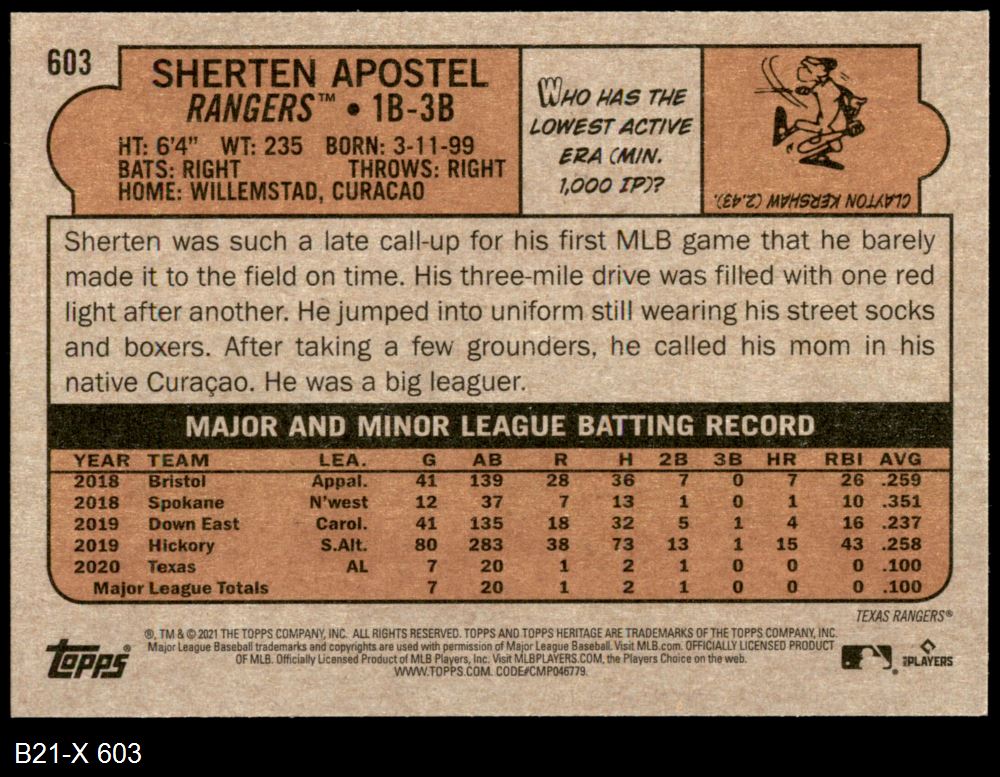 603
SHERTEN APOSTEL
RANGERS™ • 1B-3B
HT: 6'4" WT: 235 BORN: 3-11-99
BATS: RIGHT THROWS: RIGHT
HOME: WILLEMSTAD, CURACAO
WHO HAS THE
LOWEST ACTIVE
ERA (MIN.
1,000 IP)?
CLAYTON KERSHAW (2.43).
Sherten was such a late call-up for his first MLB game that he barely
made it to the field on time. His three-mile drive was filled with one red
light after another. He jumped into uniform still wearing his street socks
and boxers. After taking a few grounders, he called his mom in his
native Curaçao. He was a big leaguer.
MAJOR AND MINOR LEAGUE BATTING RECORD
YEAR TEAM LEA. G AB R H 2B 3B HR RBI AVG
2018 Bristol Appal. 41 139 28 36 7 0 7 26 .259
2018 Spokane N'west 12 37 7 13 1 0 1 10 .351
2019 Down East Carol. 41 135 18 32 5 1 4 16 .237
2019 Hickory S.Atl. 80 283 38 73 13 1 15 43 .258
2020 Texas AL 7 20 1 2 1 0 0 0 .100
Major League Totals 7 20 1 2 1 0 0 0 .100
TEXAS RANGERS®
®, TM & © 2021 THE TOPPS COMPANY, INC. ALL RIGHTS RESERVED. TOPPS AND TOPPS HERITAGE ARE TRADEMARKS OF THE TOPPS COMPANY, INC.
Major League Baseball trademarks and copyrights are used with permission of Major League Baseball. Visit MLB.com. OFFICIALLY LICENSED PRODUCT
OF MLB. Officially Licensed Product of MLB Players, Inc. Visit MLBPLAYERS.COM, the Players Choice on the web.
WWW.TOPPS.COM. CODE#CMP046779.
topps®
MLB PLAYERS
B21-X 603